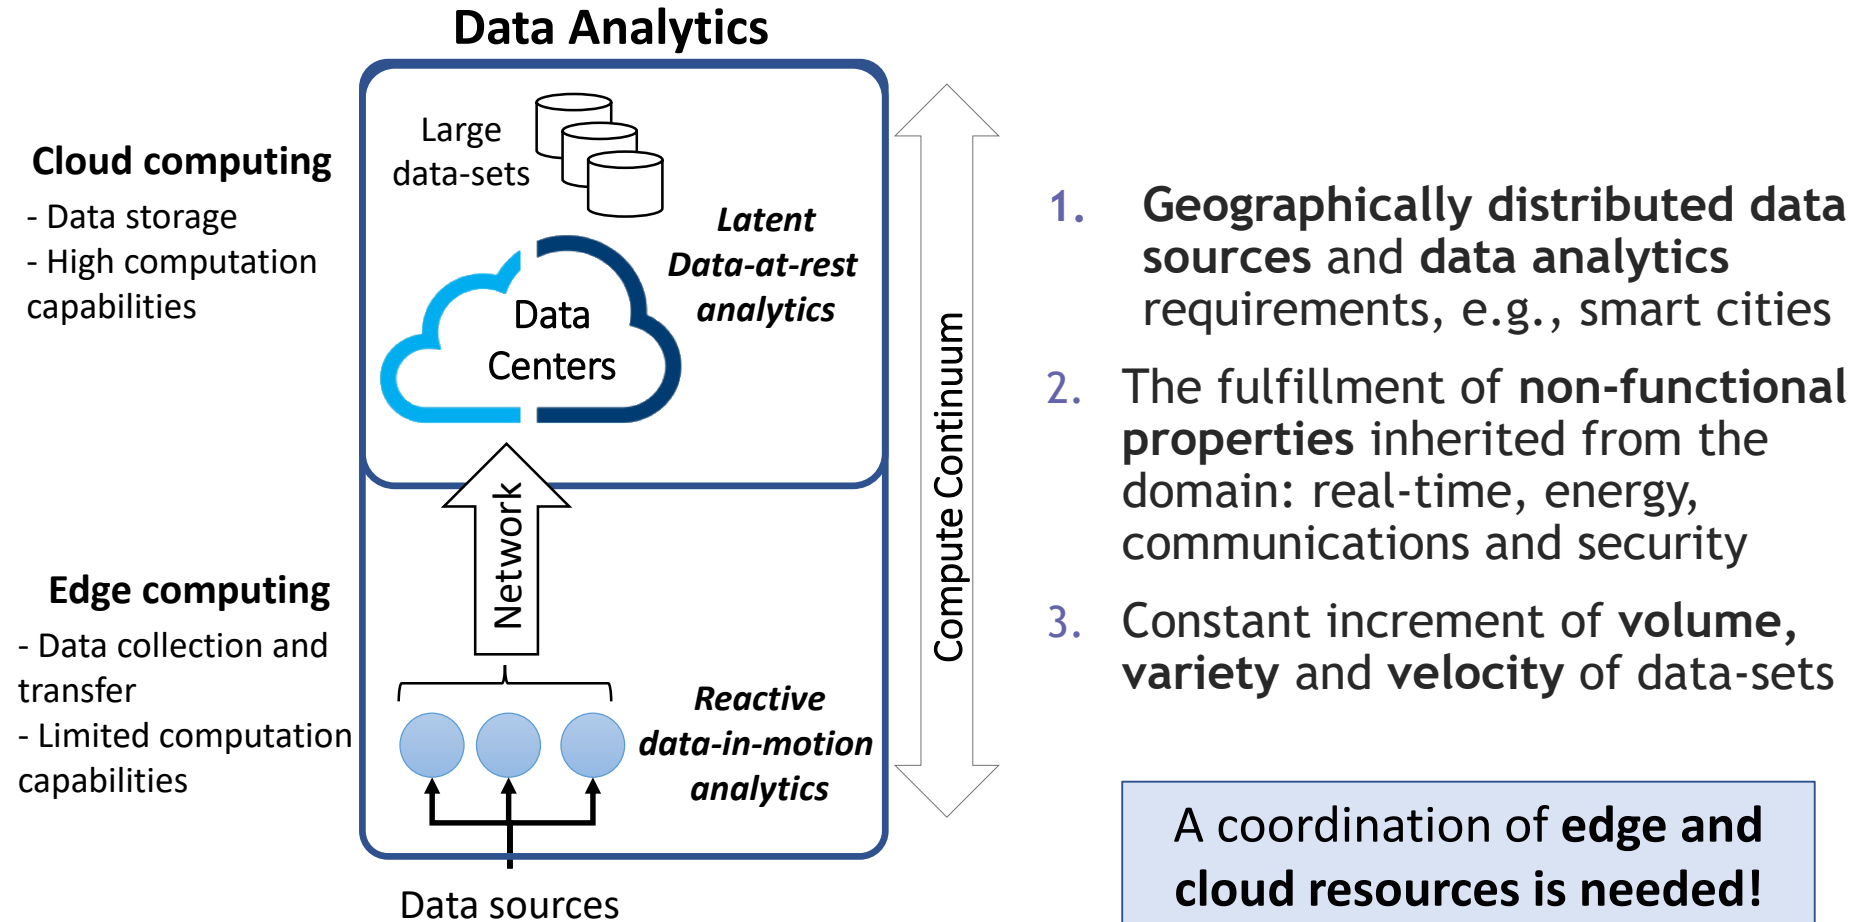 Data Analytics
Cloud computing
- Data storage
- High computation
capabilities
Large
data-sets
Latent
Data-at-rest
analytics
Data
Centers
Network
Compute Continuum
Edge computing
- Data collection and
transfer
- Limited computation
capabilities
Reactive
data-in-motion
analytics
Data sources
1. Geographically distributed data
sources and data analytics
requirements, e.g., smart cities
2. The fulfillment of non-functional
properties inherited from the
domain: real-time, energy,
communications and security
3. Constant increment of volume,
variety and velocity of data-sets
A coordination of edge and
cloud resources is needed!